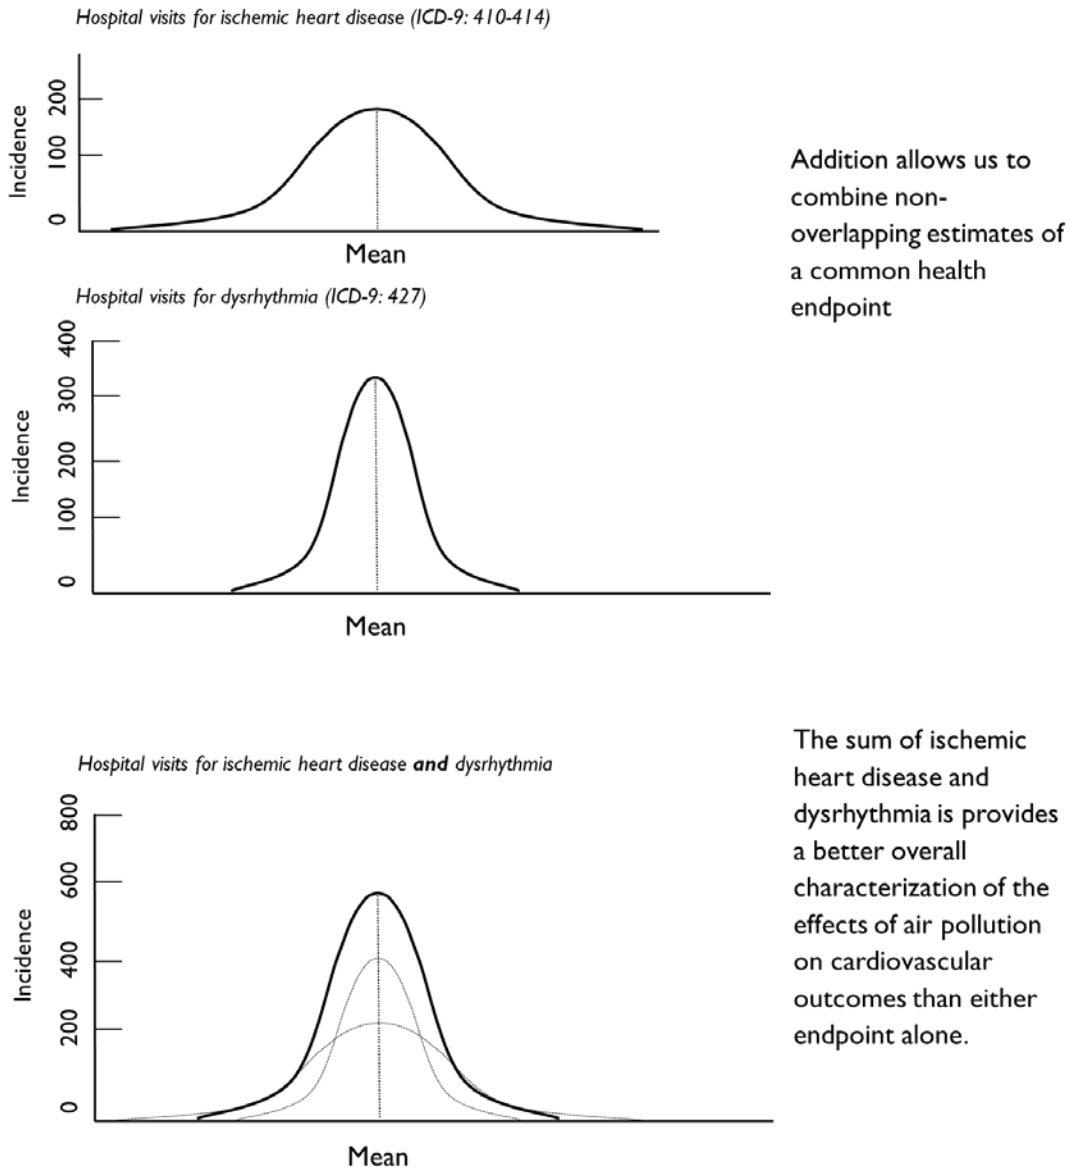 Hospital visits for ischemic heart disease (ICD-9: 410-414)
Incidence
200
100
0
Mean
Addition allows us to
combine non-
overlapping estimates of
a common health
endpoint
Hospital visits for dysrhythmia (ICD-9: 427)
Incidence
400
300
200
100
0
Mean
Hospital visits for ischemic heart disease and dysrhythmia
Incidence
800
600
400
200
0
Mean
The sum of ischemic
heart disease and
dysrhythmia is provides
a better overall
characterization of the
effects of air pollution
on cardiovascular
outcomes than either
endpoint alone.